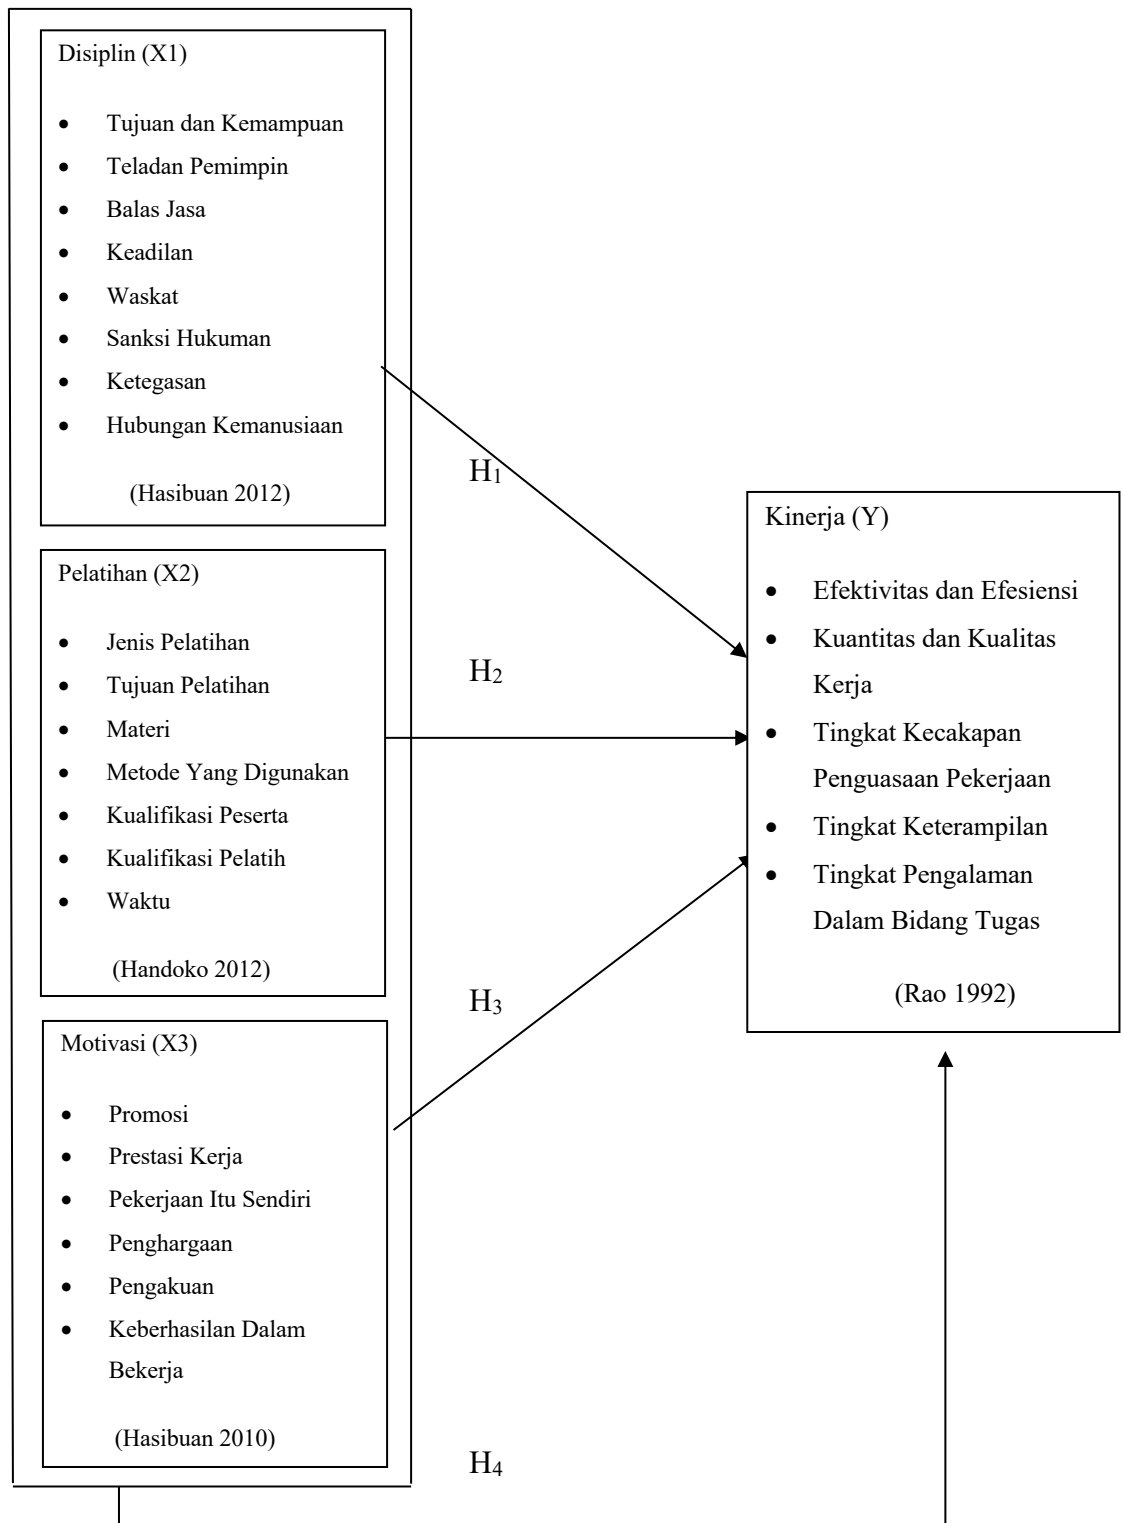 Disiplin (X1)
• Tujuan dan Kemampuan
• Teladan Pemimpin
• Balas Jasa
• Keadilan
• Waskat
• Sanksi Hukuman
• Ketegasan
• Hubungan Kemanusiaan
(Hasibuan 2012)
Pelatihan (X2)
• Jenis Pelatihan
• Tujuan Pelatihan
• Materi
• Metode Yang Digunakan
• Kualifikasi Peserta
• Kualifikasi Pelatih
• Waktu
(Handoko 2012)
Motivasi (X3)
• Promosi
• Prestasi Kerja
• Pekerjaan Itu Sendiri
• Penghargaan
• Pengakuan
• Keberhasilan Dalam
Bekerja
(Hasibuan 2010)
H1
H2
H3
H4
Kinerja (Y)
• Efektivitas dan Efesiensi
• Kuantitas dan Kualitas
Kerja
• Tingkat Kecakapan
Penguasaan Pekerjaan
• Tingkat Keterampilan
• Tingkat Pengalaman
Dalam Bidang Tugas
(Rao 1992)